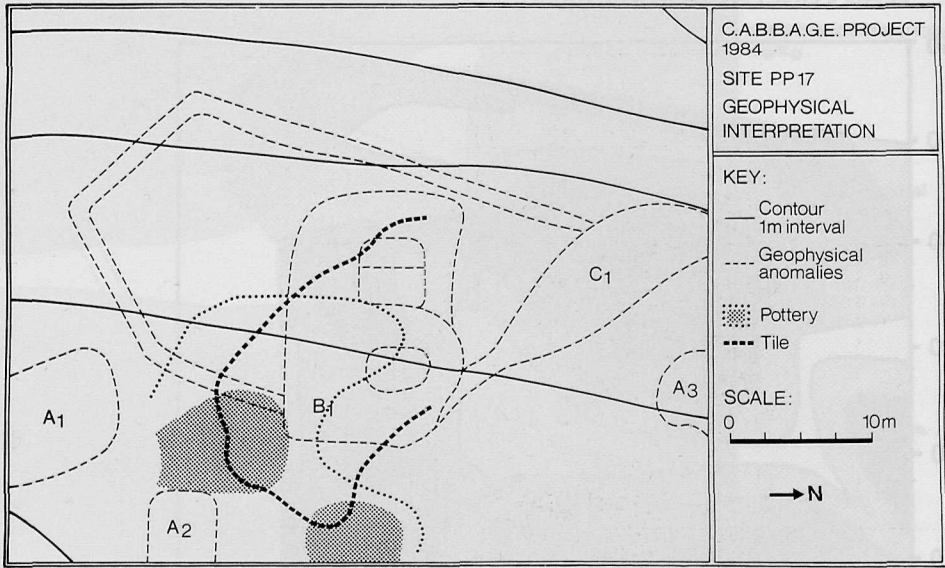 C.A.B.B.A.G.E. PROJECT
1984
SITE PP17
GEOPHYSICAL
INTERPRETATION
KEY:
Contour
1m interval
Geophysical
anomalies
Pottery
Tile
SCALE:
0 10m
N
C1
A1
B1
A3
A2